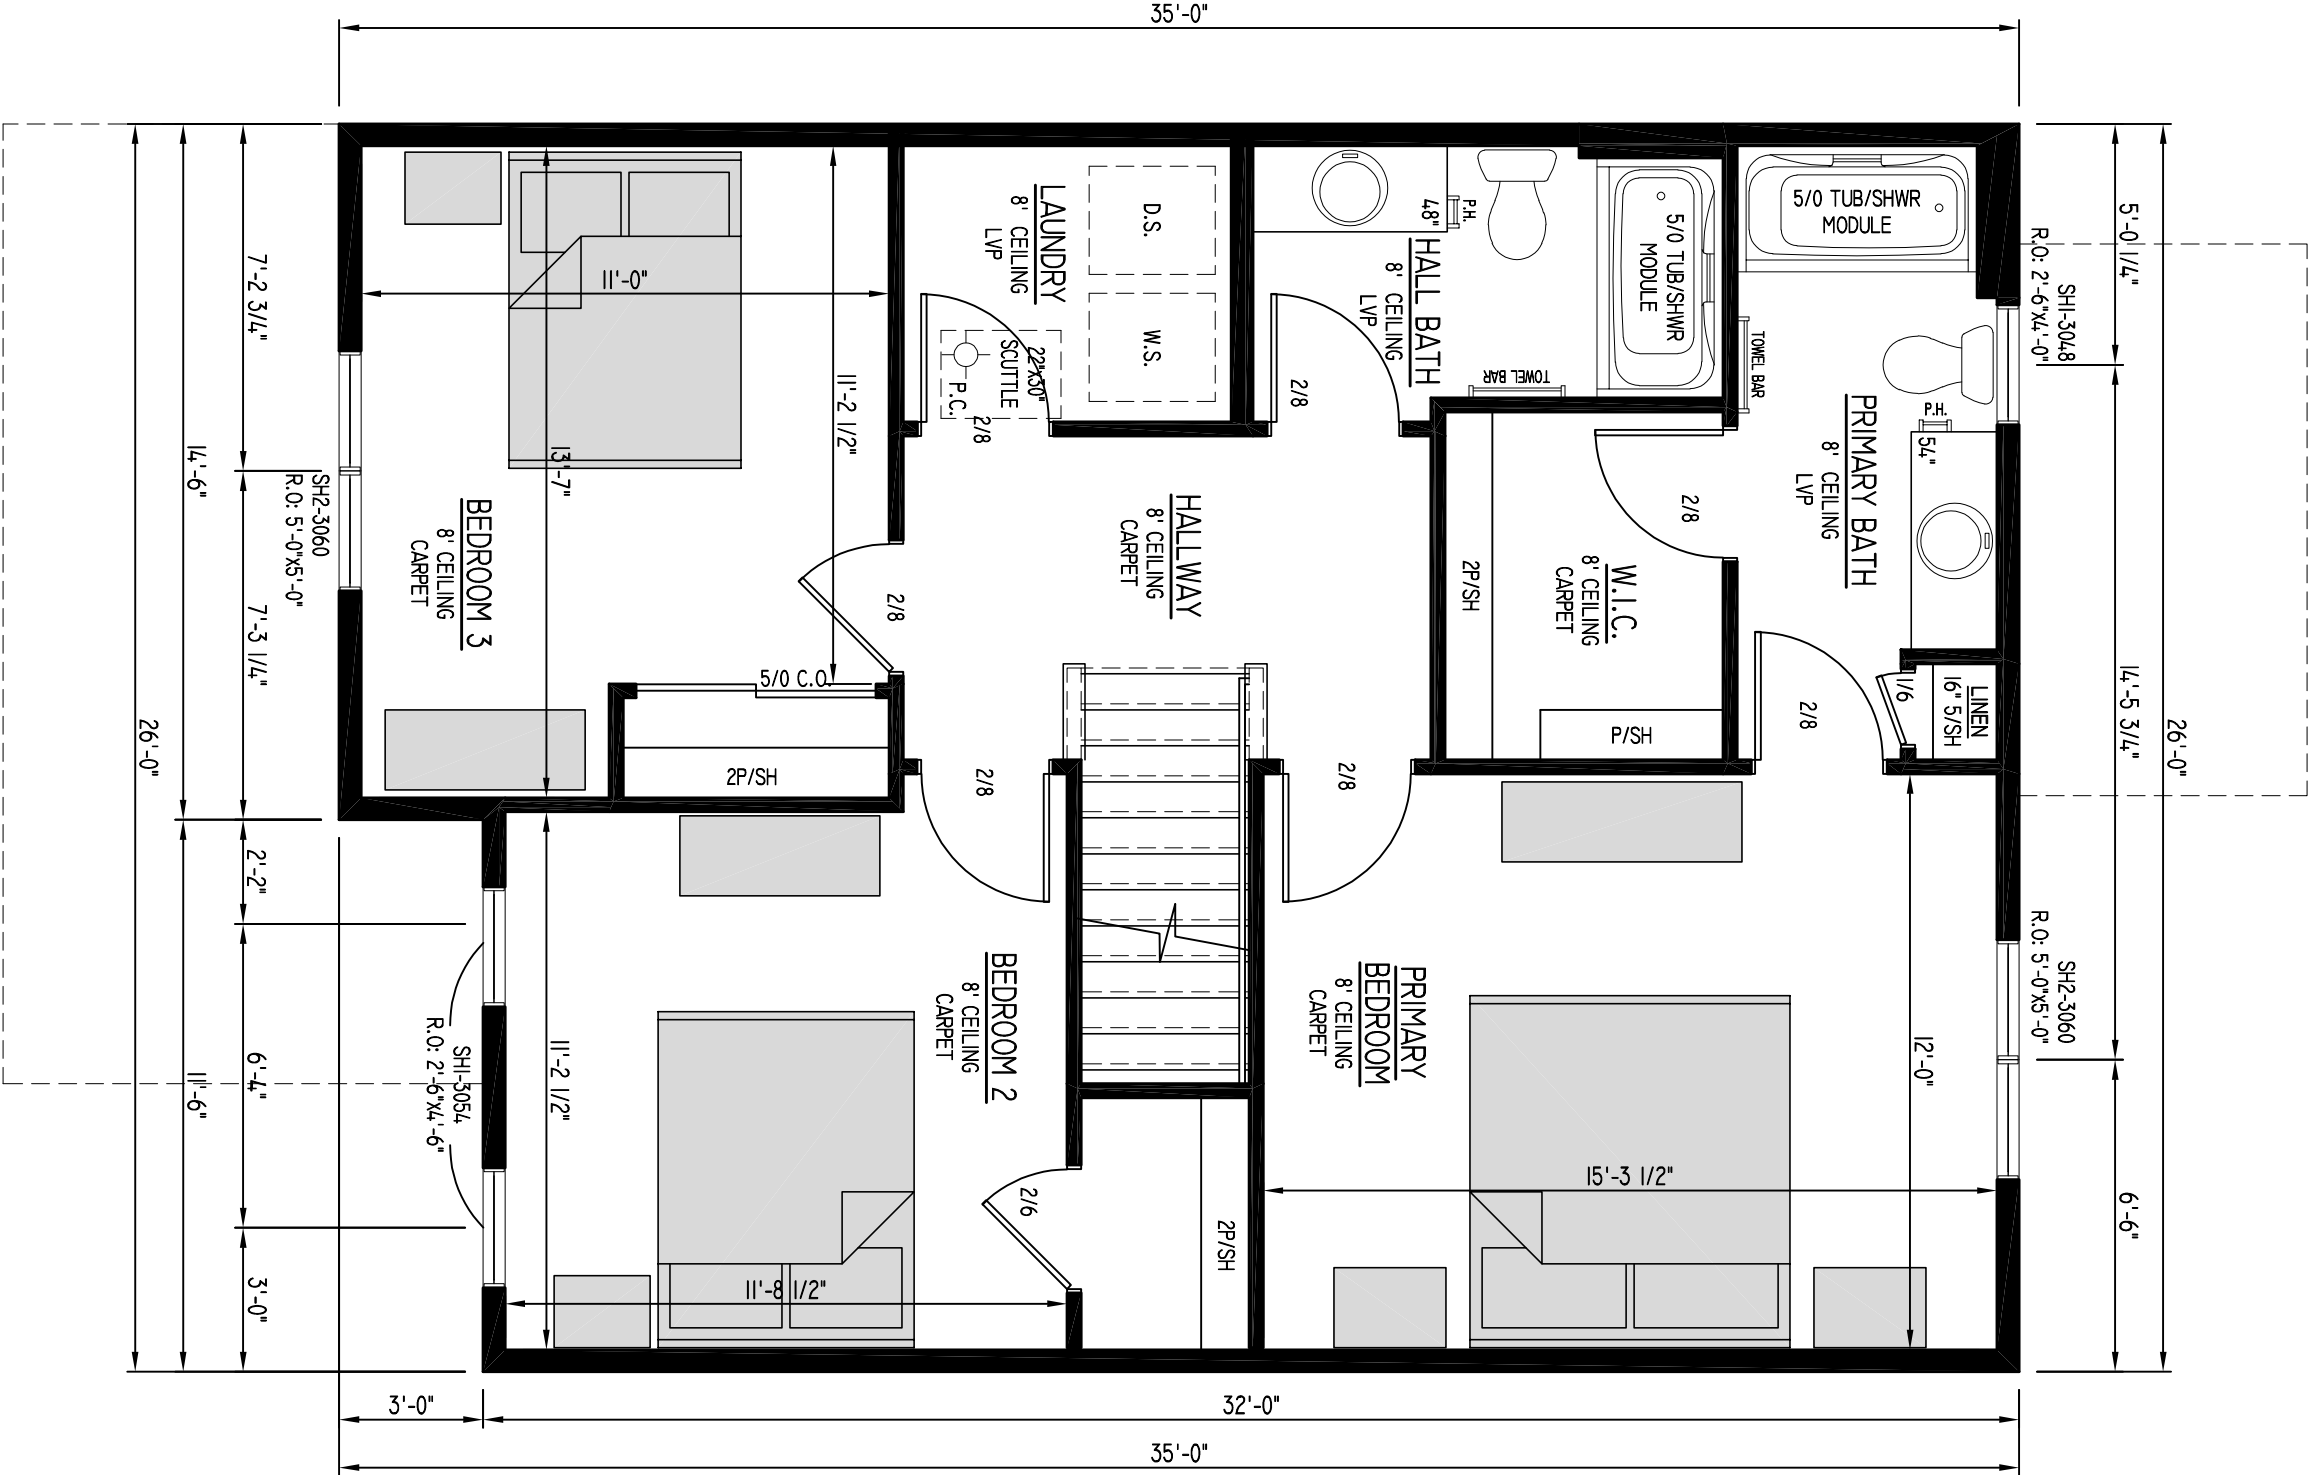 35'-0"
5/0 TUB/SHWR
MODULE
5/0 TUB/SHWR
MODULE
5'-0 1/4"
SH1-3048
R.O: 2'-6"x4'-0"
14'-5 3/4"
26'-0"
SH2-3060
R.O: 5'-0"x5'-0"
6'-6"
P.H.
48"
HALL BATH
8' CEILING
LVP
TOWEL BAR
2/8
TOWEL BAR
P.H.
54"
PRIMARY BATH
8' CEILING
LVP
LINEN
16" 5/SH
1/6
2/8
2/8
W.I.C.
8' CEILING
CARPET
2P/SH
P/SH
LAUNDRY
8' CEILING
LVP
D.S.
W.S.
22"x30"
SCUTTLE
P.C.
2/8
HALLWAY
8' CEILING
CARPET
11'-0"
11'-2 1/2"
13'-7"
BEDROOM 3
8' CEILING
CARPET
2/8
5/0 C.O.
2P/SH
7'-2 3/4"
14'-6"
SH2-3060
R.O: 5'-0"x5'-0"
7'-3 1/4"
26'-0"
2'-2"
11'-6"
6'-4"
3'-0"
SH1-3054
R.O: 2'-6"x4'-6"
2/8
2/8
BEDROOM 2
8' CEILING
CARPET
11'-2 1/2"
11'-8 1/2"
2/6
2P/SH
PRIMARY
BEDROOM
8' CEILING
CARPET
12'-0"
15'-3 1/2"
3'-0"
32'-0"
35'-0"